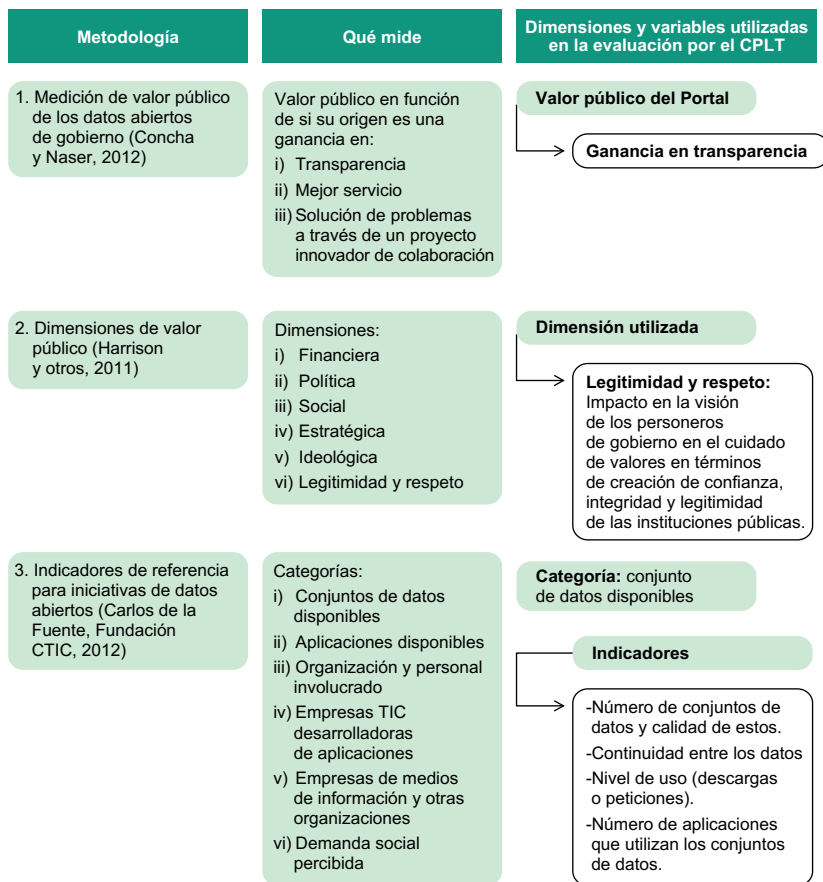 Metodología
Qué mide
Dimensiones y variables utilizadas
en la evaluación por el CPLT
1. Medición de valor público
de los datos abiertos
de gobierno (Concha
y Naser, 2012)
Valor público en función
de si su origen es una
ganancia en:
i) Transparencia
ii) Mejor servicio
iii) Solución de problemas
a través de un proyecto
innovador de colaboración
Valor público del Portal
Ganancia en transparencia
2. Dimensiones de valor
público (Harrison
y otros, 2011)
Dimensiones:
i) Financiera
ii) Política
iii) Social
iv) Estratégica
v) Ideológica
vi) Legitimidad y respeto
Dimensión utilizada
Legitimidad y respeto:
Impacto en la visión
de los personeros
de gobierno en el cuidado
de valores en términos
de creación de confianza,
integridad y legitimidad
de las instituciones públicas.
3. Indicadores de referencia
para iniciativas de datos
abiertos (Carlos de la
Fuente, Fundación
CTIC, 2012)
Categorías:
i) Conjuntos de datos
disponibles
ii) Aplicaciones disponibles
iii) Organización y personal
involucrado
iv) Empresas TIC
desarrolladoras
de aplicaciones
v) Empresas de medios
de información y otras
organizaciones
vi) Demanda social
percibida
Categoría: conjunto
de datos disponibles
Indicadores
-Número de conjuntos de
datos y calidad de estos.
-Continuidad entre los datos
-Nivel de uso (descargas
o peticiones).
-Número de aplicaciones
que utilizan los conjuntos
de datos.